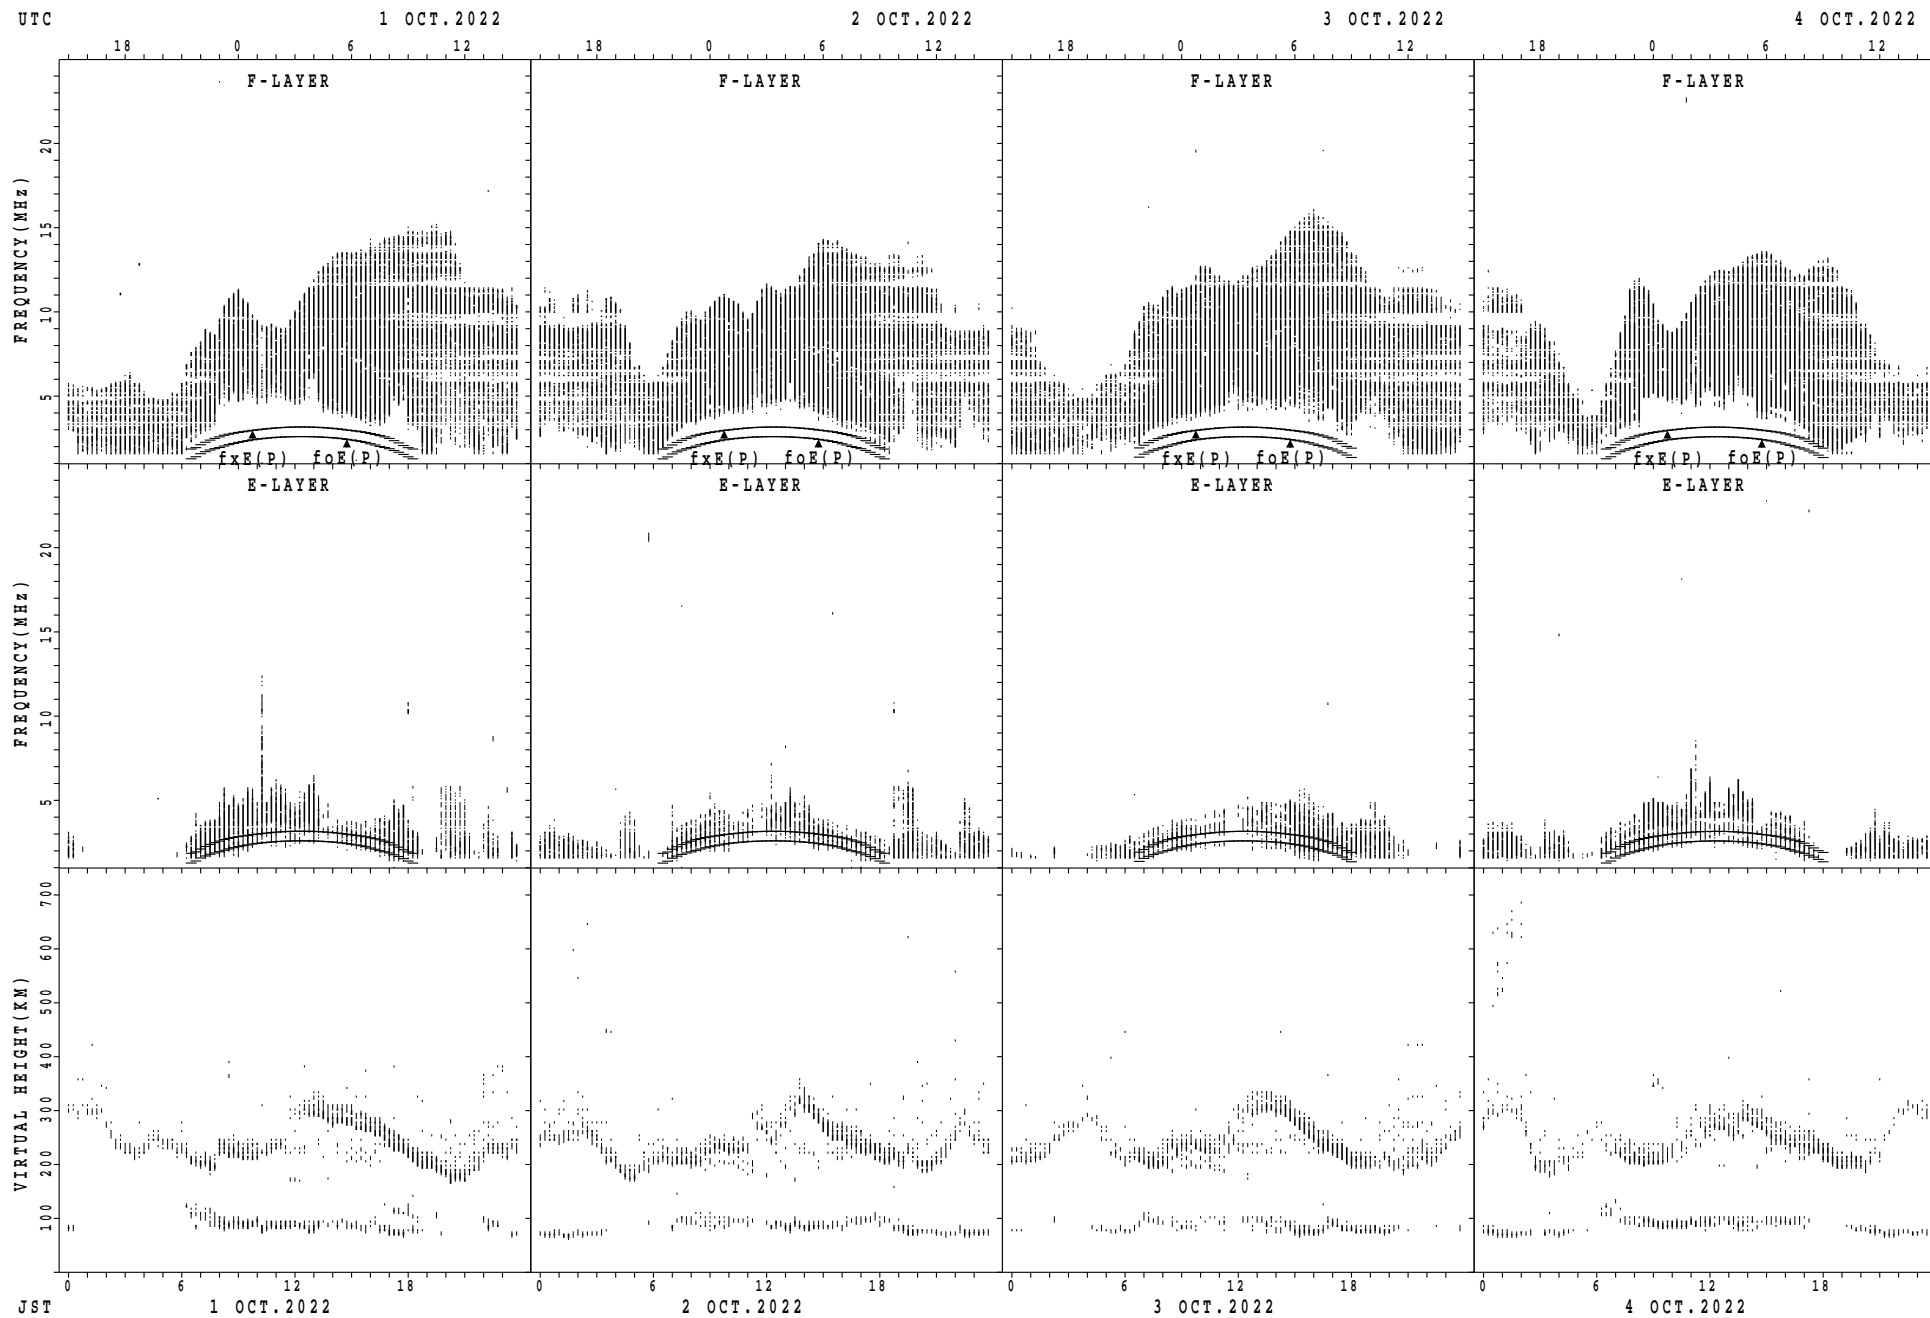 UTC 1 OCT.2022 2 OCT.2022 3 OCT.2022 4 OCT.2022
18 0 6 12 18 0 6 12 18 0 6 12 18 0 6 12
F-LAYER F-LAYER F-LAYER F-LAYER
FREQUENCY(MHz)
20
15
10
5
fxE(P) foE(P) fxE(P) foE(P) fxE(P) foE(P) fxE(P) foE(P)
E-LAYER E-LAYER E-LAYER E-LAYER
FREQUENCY(MHz)
20
15
10
5
VIRTUAL HEIGHT(KM)
700
600
500
400
300
200
100
0 6 12 18 0 6 12 18 0 6 12 18 0 6 12 18
JST 1 OCT.2022 2 OCT.2022 3 OCT.2022 4 OCT.2022